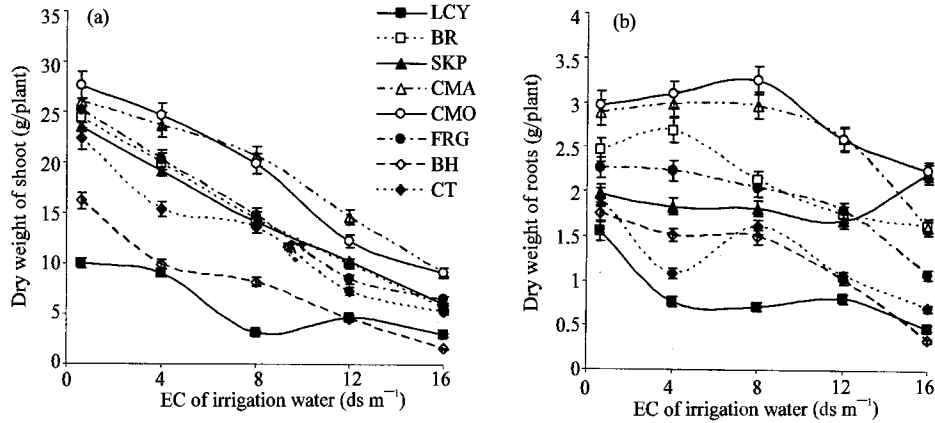 (a)
Dry weight of shoot (g/plant)
35
30
25
20
15
10
5
0
0 4 8 12 16
EC of irrigation water (ds m⁻¹)
LCY
BR
SKP
CMA
CMO
FRG
BH
CT
(b)
Dry weight of roots (g/plant)
4
3.5
3
2.5
2
1.5
1
0.5
0
0 4 8 12 16
EC of irrigation water (ds m⁻¹)